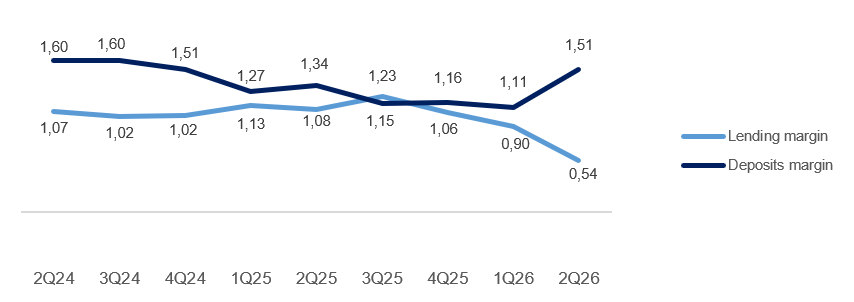 1,60 1,60 1,51 1,27 1,34 1,23 1,16 1,11 1,51
1,07 1,02 1,02 1,13 1,08 1,15 1,06 0,90 0,54
Lending margin
Deposits margin
2Q24 3Q24 4Q24 1Q25 2Q25 3Q25 4Q25 1Q26 2Q26